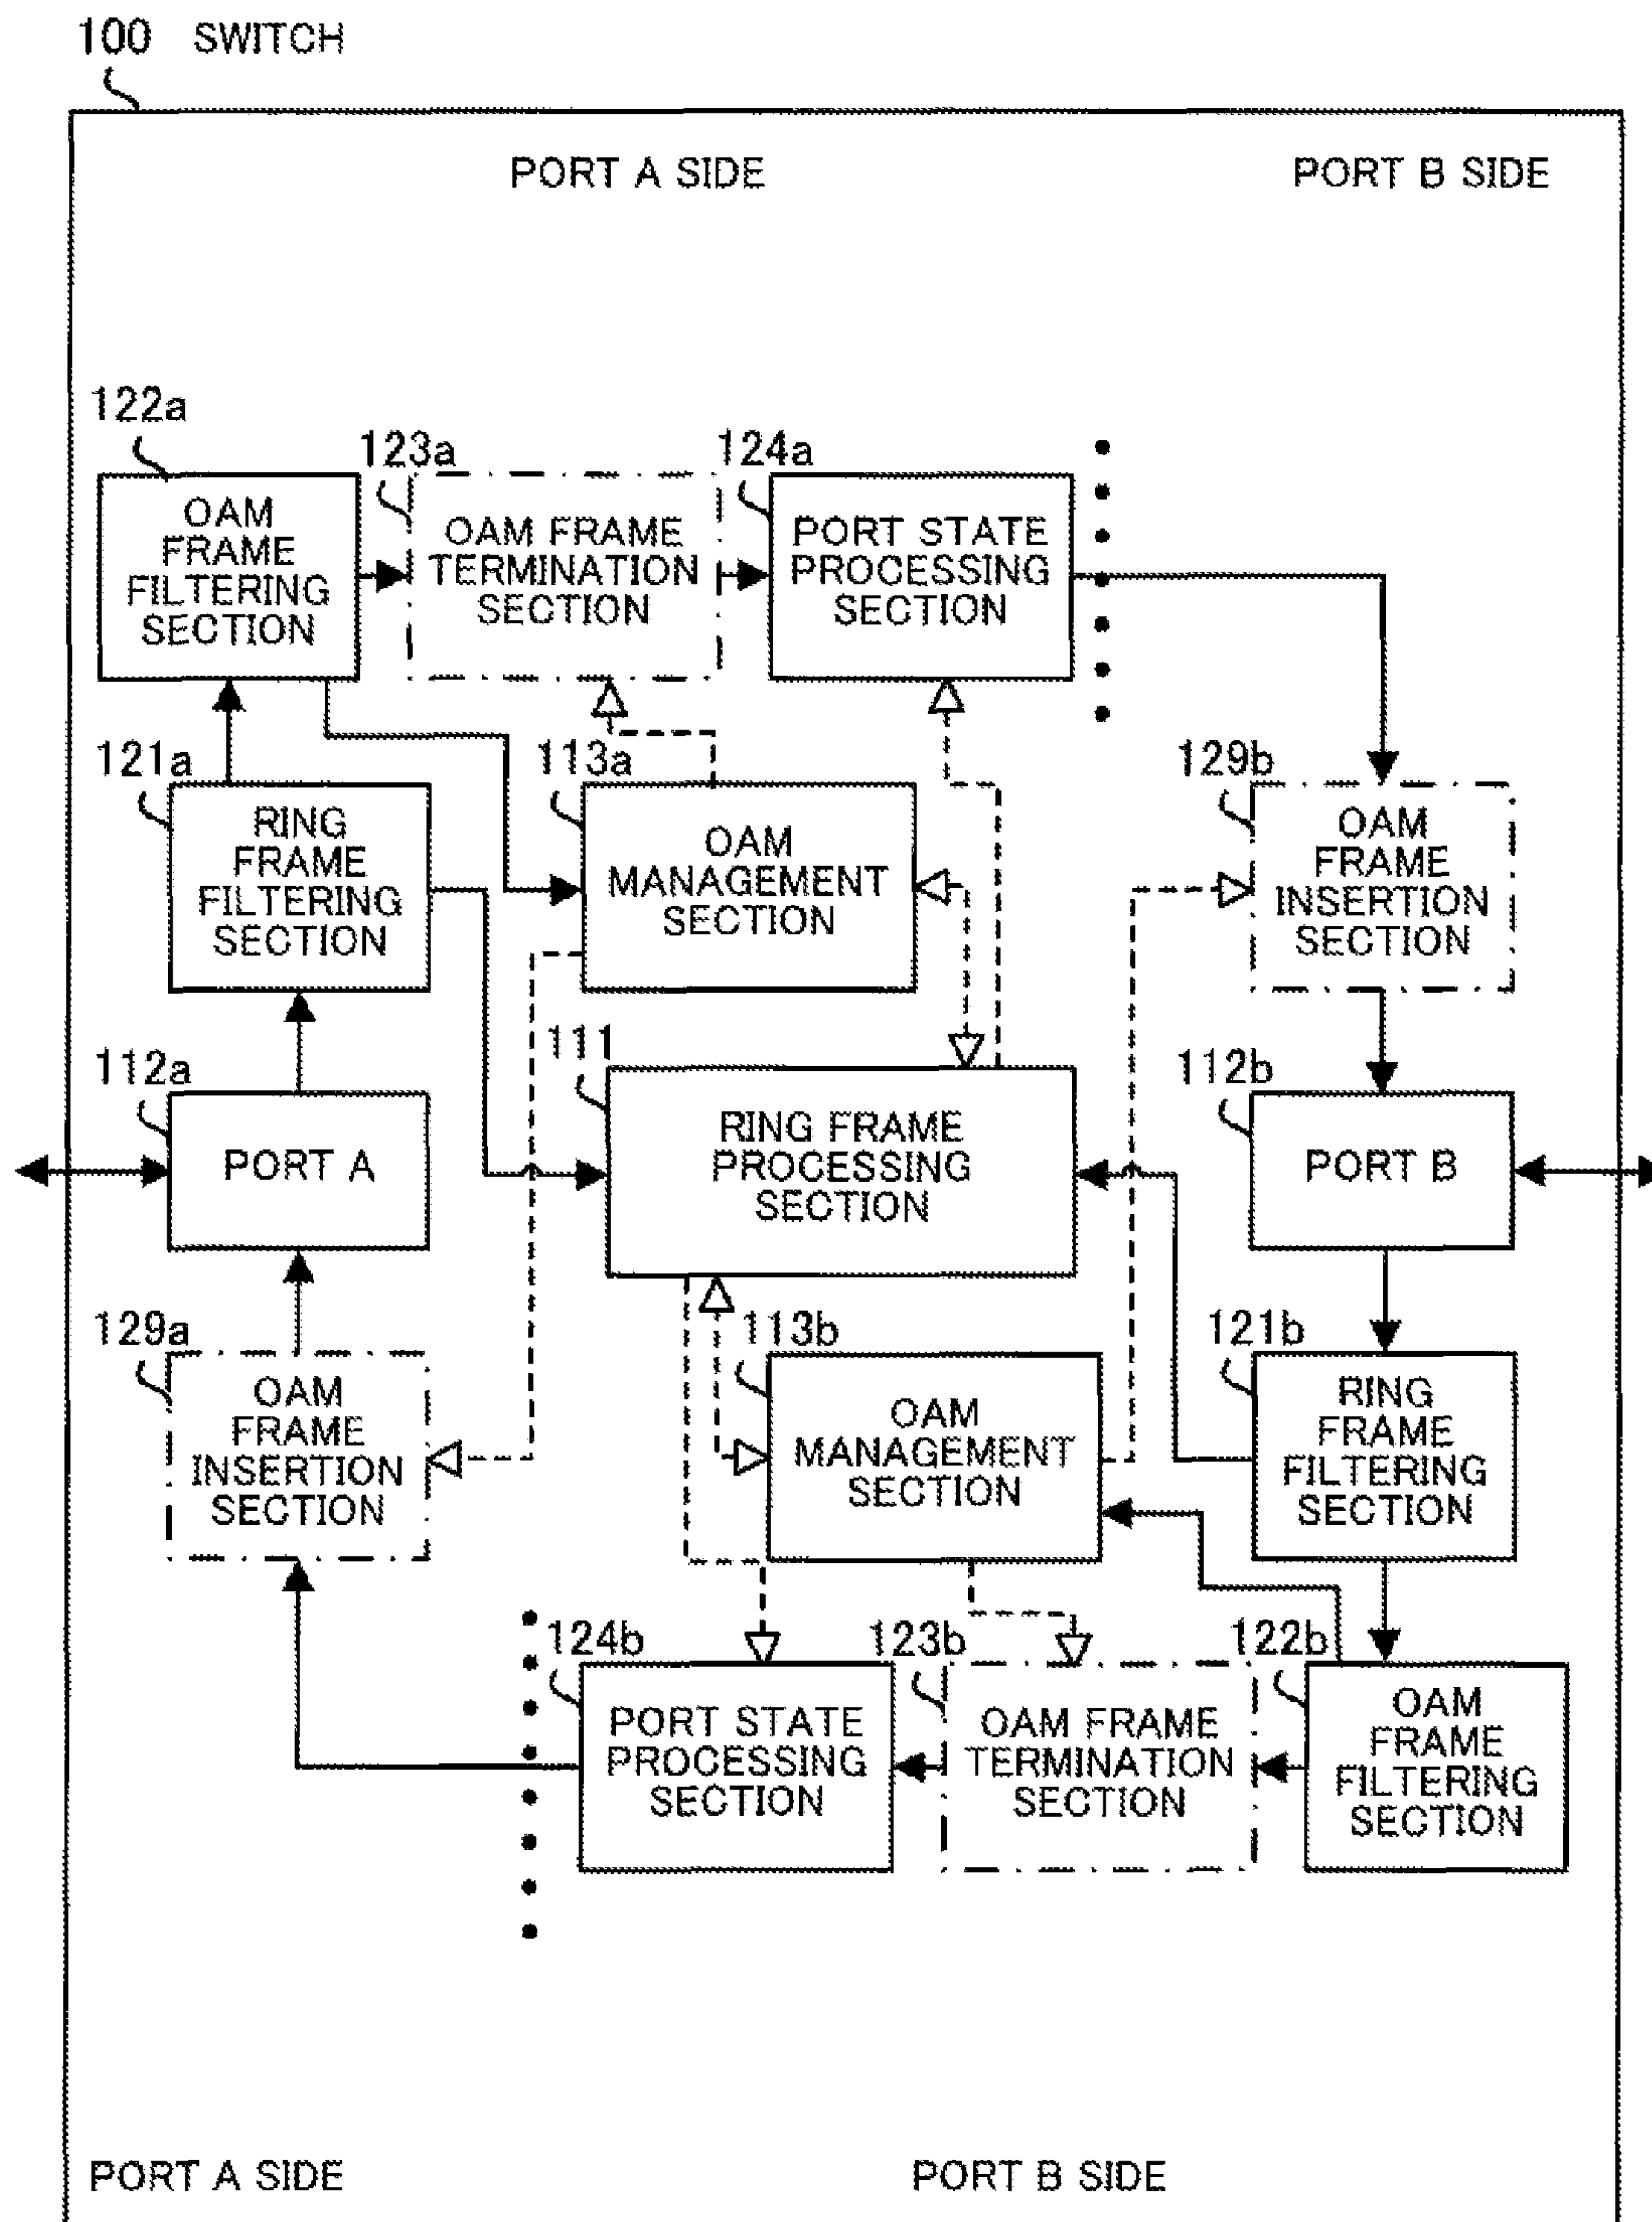 100 SWITCH
PORT A SIDE
PORT B SIDE
122a
OAM
FRAME
FILTERING
SECTION
123a
OAM FRAME
TERMINATION
SECTION
124a
PORT STATE
PROCESSING
SECTION
121a
RING
FRAME
FILTERING
SECTION
113a
OAM
MANAGEMENT
SECTION
129b
OAM
FRAME
INSERTION
SECTION
112a
PORT A
111
RING FRAME
PROCESSING
SECTION
112b
PORT B
129a
OAM
FRAME
INSERTION
SECTION
113b
OAM
MANAGEMENT
SECTION
121b
RING
FRAME
FILTERING
SECTION
124b
PORT STATE
PROCESSING
SECTION
123b
OAM FRAME
TERMINATION
SECTION
122b
OAM
FRAME
FILTERING
SECTION
PORT A SIDE
PORT B SIDE